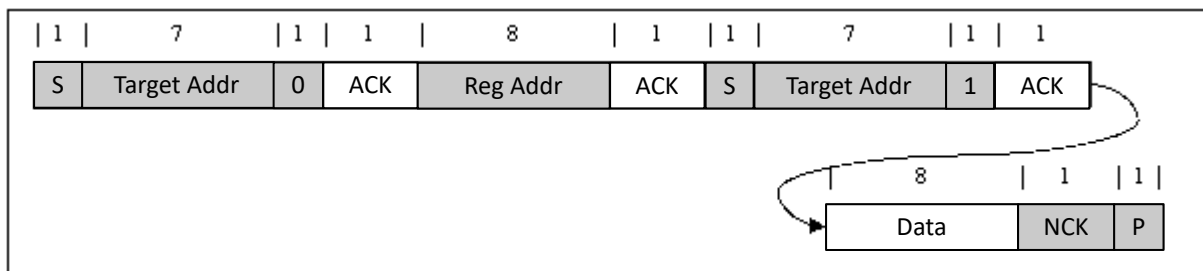 | 1 | 7 | 1 | 1 | 8 | 1 | 1 | 7 | 1 | 1
S Target Addr 0 ACK Reg Addr ACK S Target Addr 1 ACK
| 8 | 1 | 1 |
Data NCK P